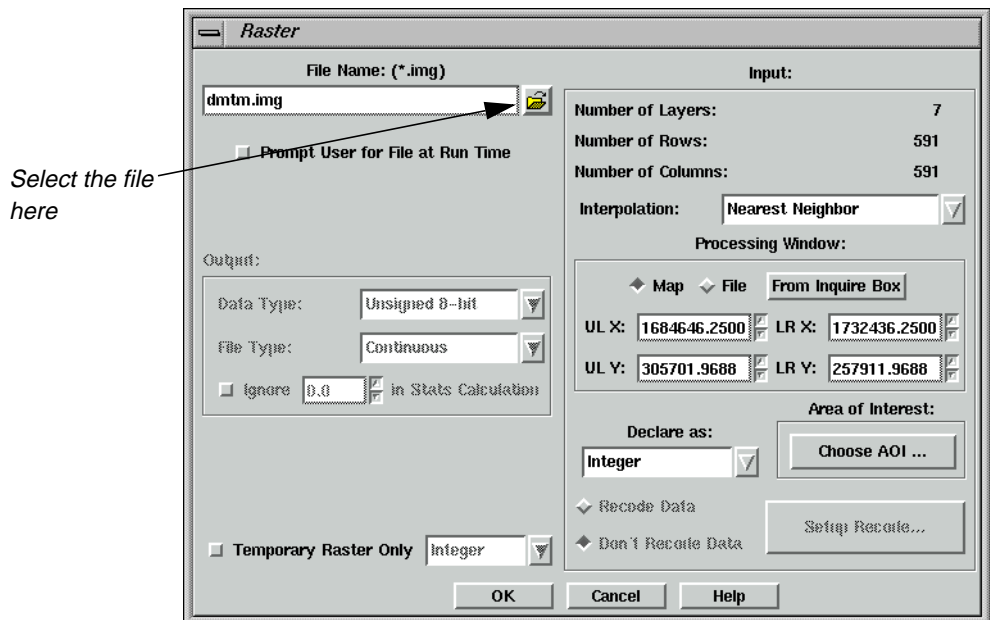 Raster
File Name: (*.img)
dmtm.img
Prompt User for File at Run Time
Select the file
here
Output:
Data Type: Unsigned 8-bit
File Type: Continuous
Ignore 0.0 in Stats Calculation
Temporary Raster Only Integer
Input:
Number of Layers: 7
Number of Rows: 591
Number of Columns: 591
Interpolation: Nearest Neighbor
Processing Window:
Map File From Inquire Box
UL X: 1684646.2500 LR X: 1732436.2500
UL Y: 305701.9688 LR Y: 257911.9688
Area of Interest:
Declare as:
Integer
Choose AOI ...
Recode Data
Don't Recode Data
Setup Recode...
OK Cancel Help